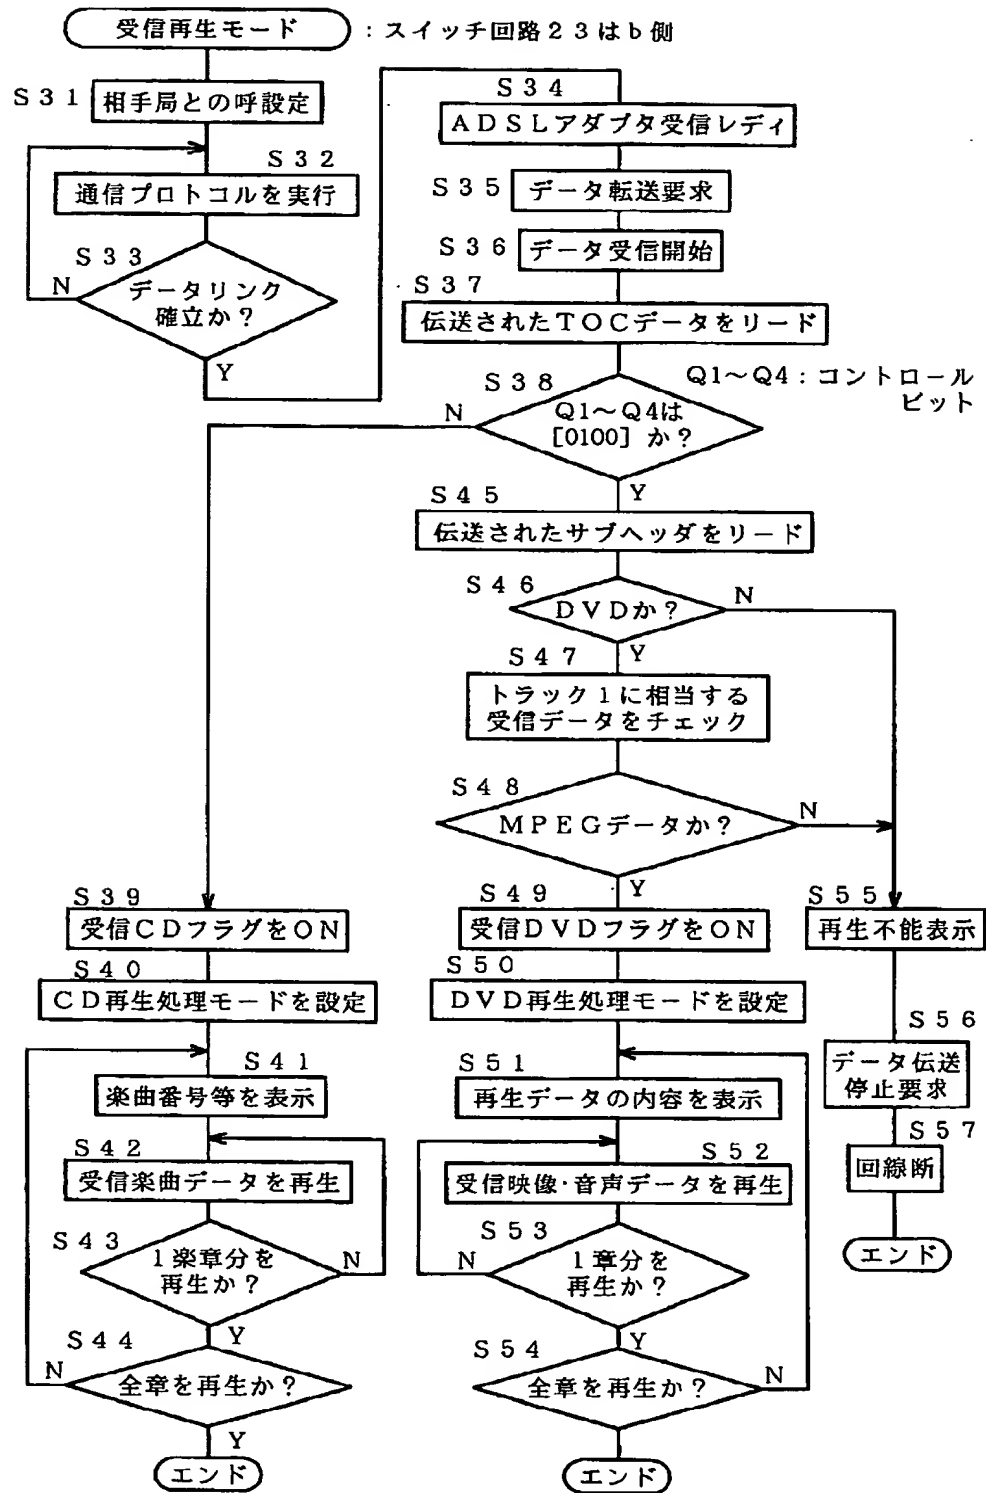 受信再生モード
：スイッチ回路２３はｂ側
Ｓ３１
相手局との呼設定
Ｓ３２
通信プロトコルを実行
Ｓ３３
データリンク
確立か？
N
Y
Ｓ３４
ＡＤＳＬアダプタ受信レディ
Ｓ３５
データ転送要求
Ｓ３６
データ受信開始
Ｓ３７
伝送されたＴＯＣデータをリード
Ｓ３８
Q1～Q4は
[0100] か？
N
Y
Q1～Q4：コントロール
ビット
Ｓ４５
伝送されたサブヘッダをリード
Ｓ４６
ＤＶＤか？
N
Y
Ｓ４７
トラック１に相当する
受信データをチェック
Ｓ４８
ＭＰＥＧデータか？
N
Y
Ｓ３９
受信ＣＤフラグをＯＮ
Ｓ４０
ＣＤ再生処理モードを設定
Ｓ４１
楽曲番号等を表示
Ｓ４２
受信楽曲データを再生
Ｓ４３
１楽章分を
再生か？
N
Y
Ｓ４４
全章を再生か？
N
Y
エンド
Ｓ４９
受信ＤＶＤフラグをＯＮ
Ｓ５０
ＤＶＤ再生処理モードを設定
Ｓ５１
再生データの内容を表示
Ｓ５２
受信映像・音声データを再生
Ｓ５３
１章分を
再生か？
N
Y
Ｓ５４
全章を再生か？
N
エンド
Ｓ５５
再生不能表示
Ｓ５６
データ伝送
停止要求
Ｓ５７
回線断
エンド